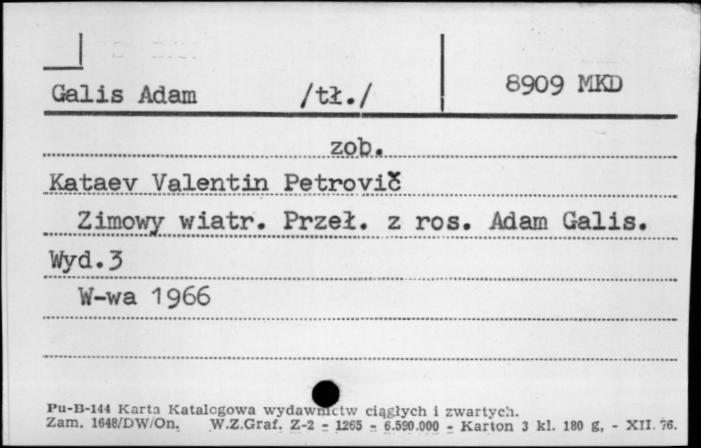 Galis Adam /tł./ 8909 MKD
zob.
Kataev Valentin Petrovič
Zimowy wiatr. Przeł. z ros. Adam Galis.
Wyd.3
W-wa 1966
Pu-B-144 Karta Katalogowa wydawnictw ciągłych i zwartych.
Zam. 1648/DW/On. W.Z.Graf. Z-2 - 1265 - 6.590.000 - Karton 3 kl. 180 g, - XII. 76.